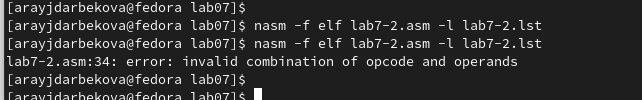 [arayjdarbekova@fedora lab07]$
[arayjdarbekova@fedora lab07]$ nasm -f elf lab7-2.asm -l lab7-2.lst
[arayjdarbekova@fedora lab07]$ nasm -f elf lab7-2.asm -l lab7-2.lst
lab7-2.asm:34: error: invalid combination of opcode and operands
[arayjdarbekova@fedora lab07]$
[arayjdarbekova@fedora lab07]$